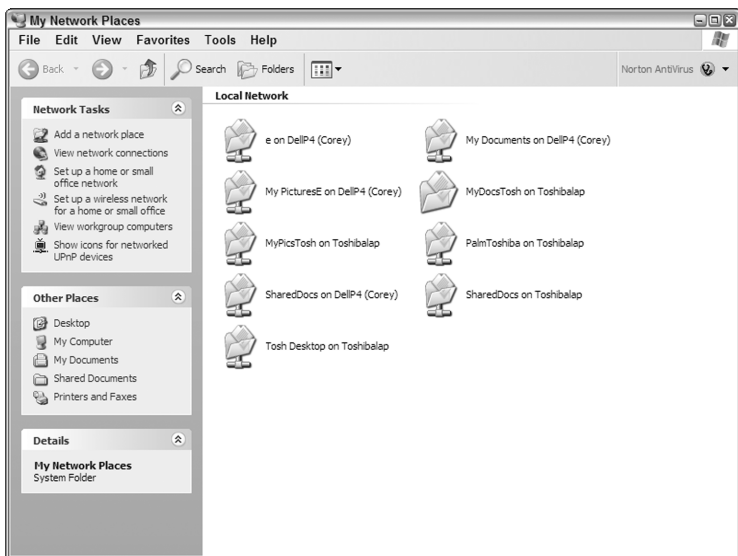 My Network Places
File Edit View Favorites Tools Help
Back Search Folders Norton AntiVirus
Network Tasks
Add a network place
View network connections
Set up a home or small
office network
Set up a wireless network
for a home or small office
View workgroup computers
Show icons for networked
UPnP devices
Other Places
Desktop
My Computer
My Documents
Shared Documents
Printers and Faxes
Details
My Network Places
System Folder
Local Network
e on DellP4 (Corey)
My Documents on DellP4 (Corey)
My PicturesE on DellP4 (Corey)
MyDocsTosh on Toshibalap
MyPicsTosh on Toshibalap
PalmToshiba on Toshibalap
SharedDocs on DellP4 (Corey)
SharedDocs on Toshibalap
Tosh Desktop on Toshibalap